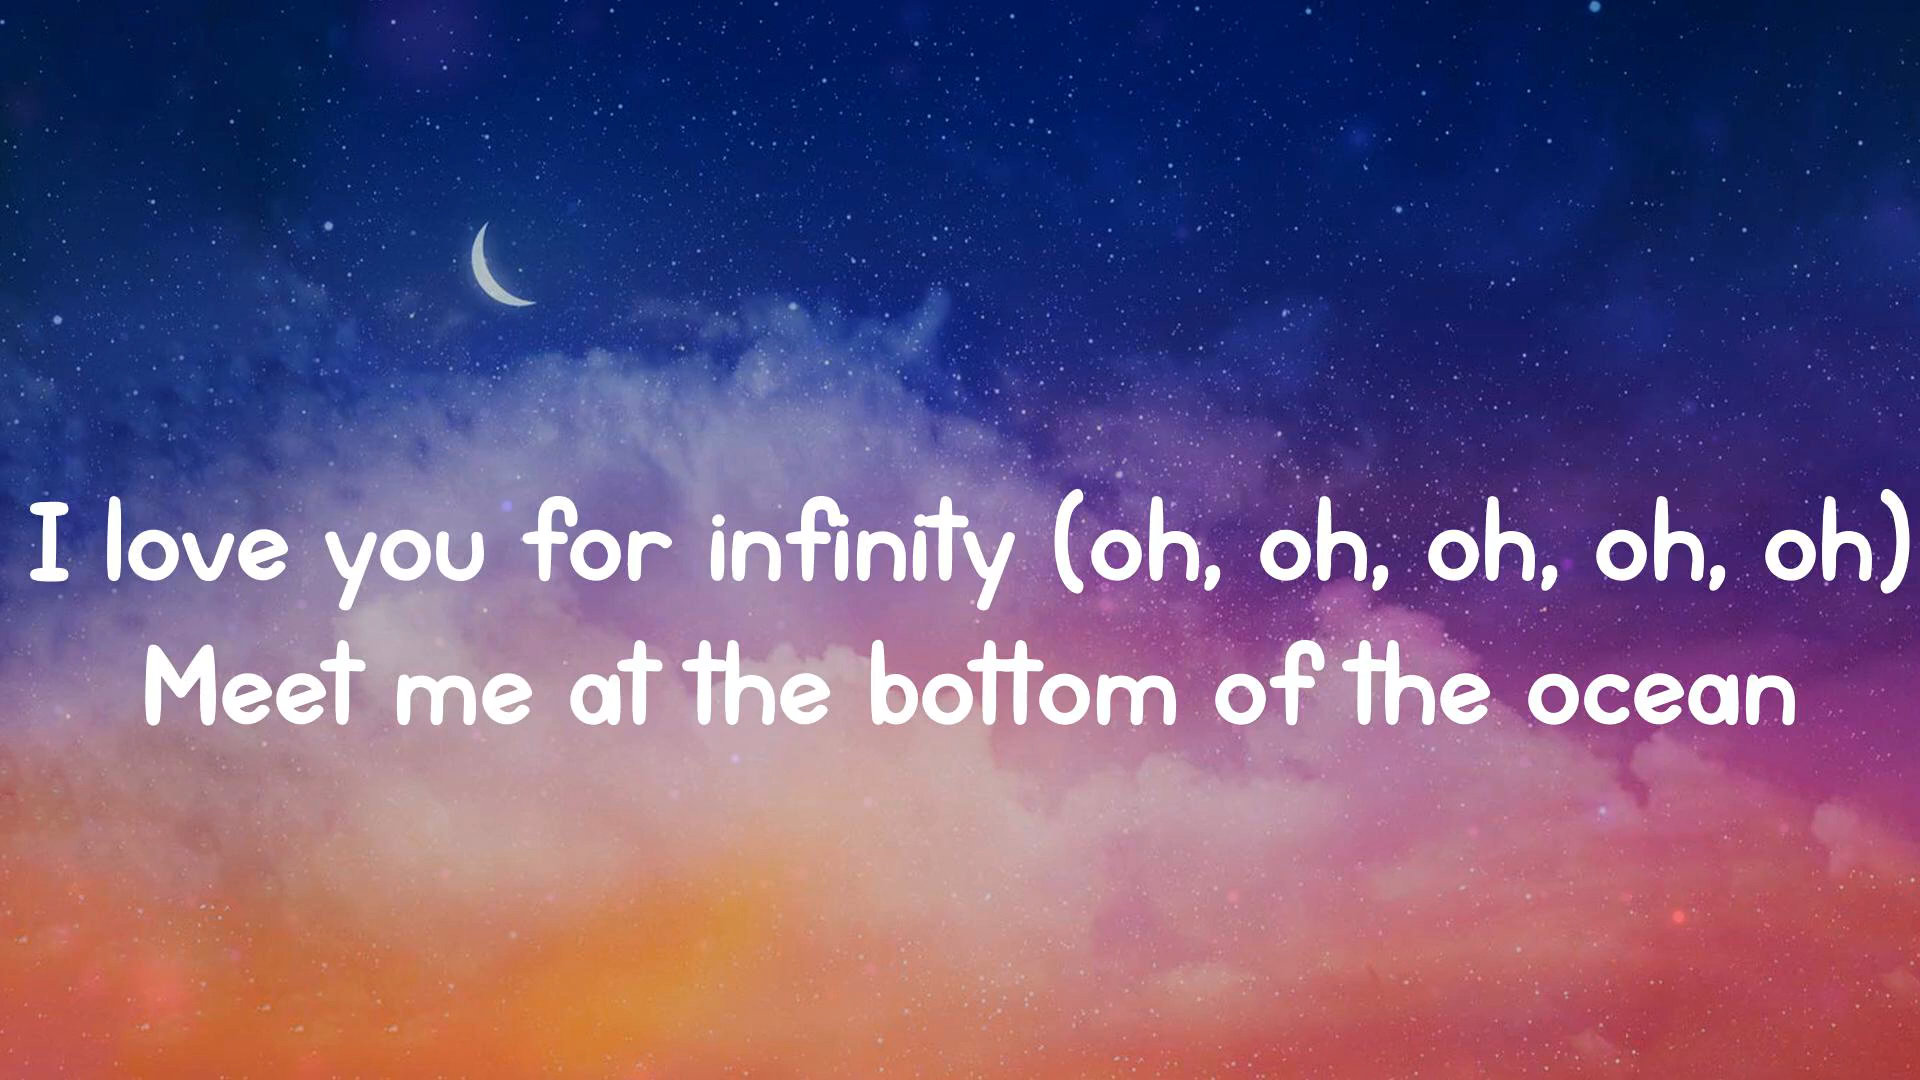 I love you for infinity (oh, oh, oh, oh, oh)
Meet me at the bottom of the ocean